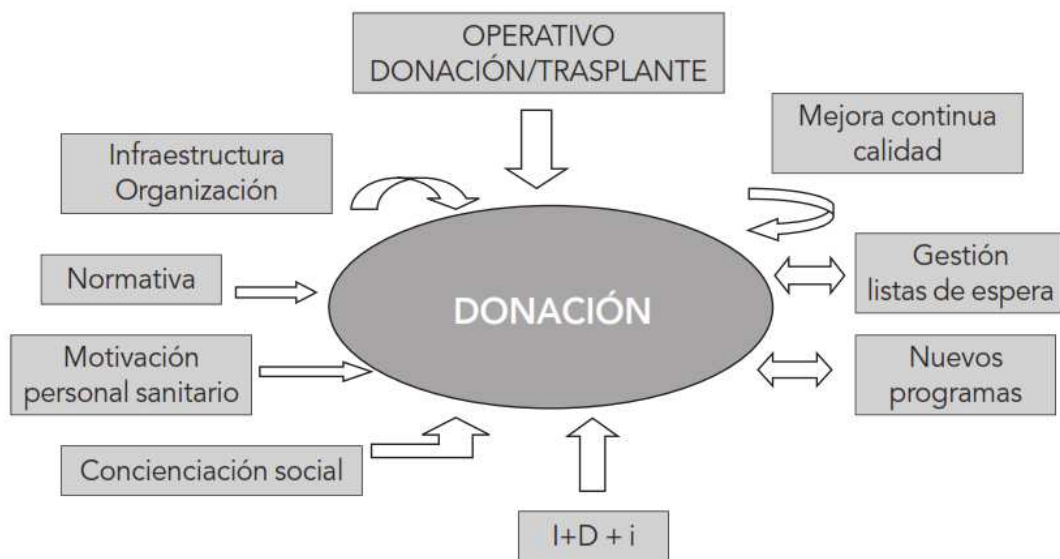 OPERATIVO
DONACIÓN/TRASPLANTE
Mejora continua
calidad
Infraestructura
Organización
Gestión
listas de espera
Normativa
DONACIÓN
Motivación
personal sanitario
Nuevos
programas
Concienciación social
I+D + i